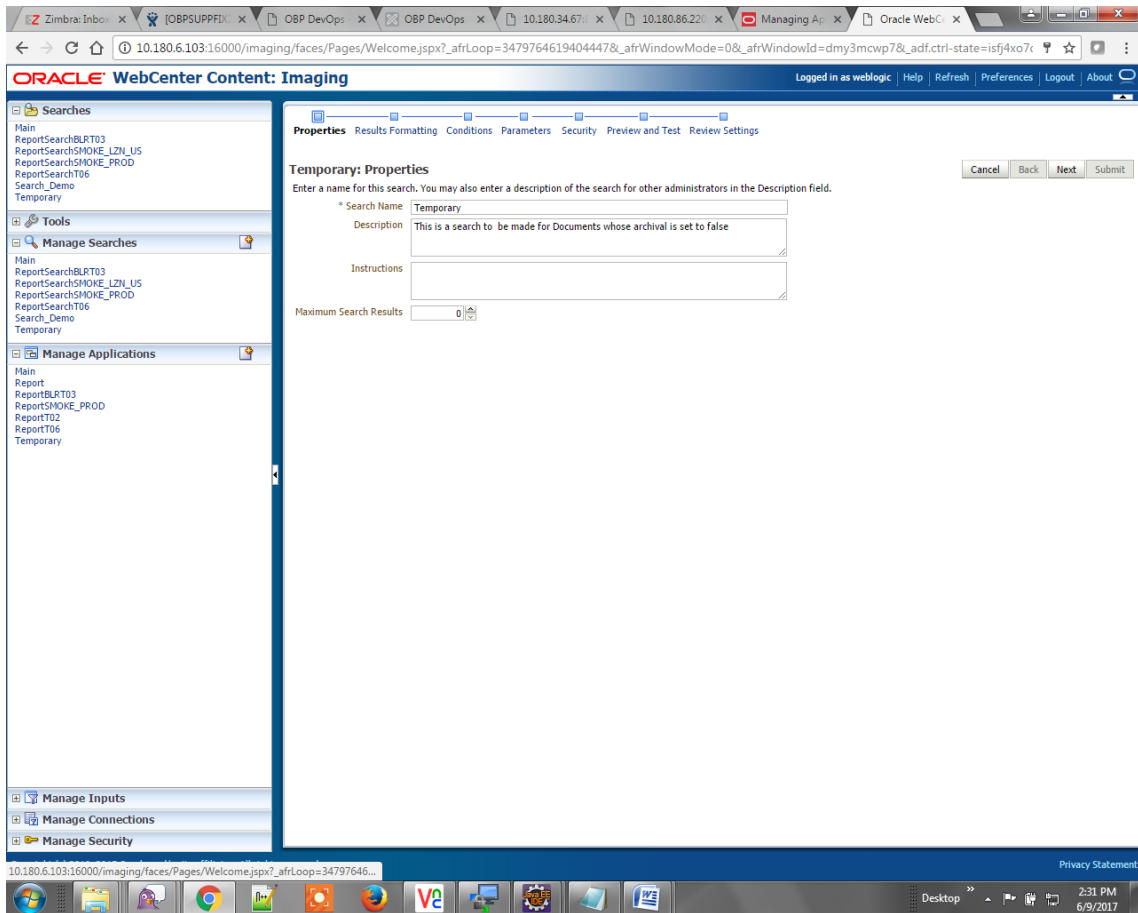 Zimbra: Inbox
[OBPSUPPFIX
OBP DevOps
OBP DevOps
10.180.34.67:
10.180.86.220
Managing Ap
Oracle WebCe
10.180.6.103:16000/imaging/faces/Pages/Welcome.jspx?_afrLoop=34797646194044447&_afrWindowMode=0&_afrWindowId=dmy3mcwp7&_adf.ctrl-state=isfj4xo7c
ORACLE WebCenter Content: Imaging
Logged in as weblogic | Help | Refresh | Preferences | Logout | About
Searches
Main
ReportSearchBLRT03
ReportSearchSMOKE_LZN_US
ReportSearchSMOKE_PROD
ReportSearchT06
Search_Demo
Temporary
Tools
Manage Searches
Main
ReportSearchBLRT03
ReportSearchSMOKE_LZN_US
ReportSearchSMOKE_PROD
ReportSearchT06
Search_Demo
Temporary
Manage Applications
Main
Report
ReportBLRT03
ReportSMOKE_PROD
ReportT02
ReportT06
Temporary
Manage Inputs
Manage Connections
Manage Security
Properties Results Formatting Conditions Parameters Security Preview and Test Review Settings
Temporary: Properties
Cancel Back Next Submit
Enter a name for this search. You may also enter a description of the search for other administrators in the Description field.
* Search Name Temporary
Description This is a search to be made for Documents whose archival is set to false
Instructions
Maximum Search Results 0
Privacy Statement
10.180.6.103:16000/imaging/faces/Pages/Welcome.jspx?_afrLoop=34797646...
Desktop
2:31 PM
6/9/2017